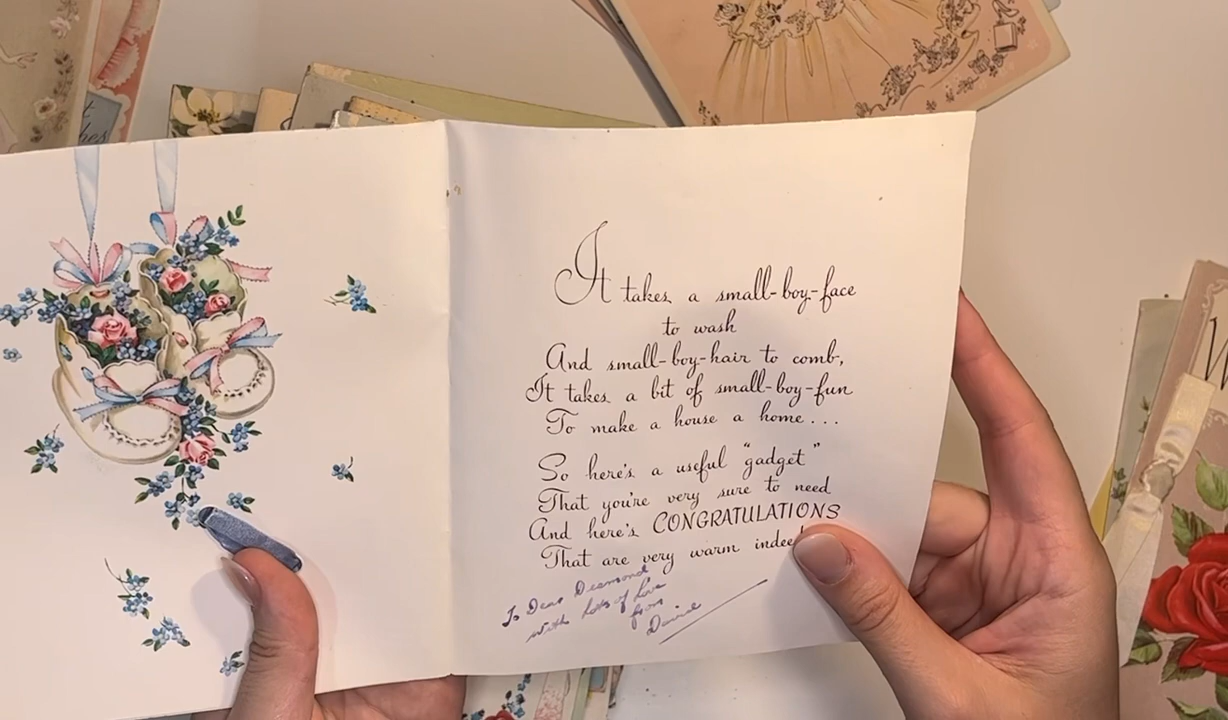 It takes a small-boy-face
to wash
And small-boy-hair to comb,
It takes a bit of small-boy-fun
To make a house a home...
So here's a useful "gadget"
That you're very sure to need
And here's CONGRATULATIONS
That are very warm indeed
To Dear Desmond
with lots of love
from